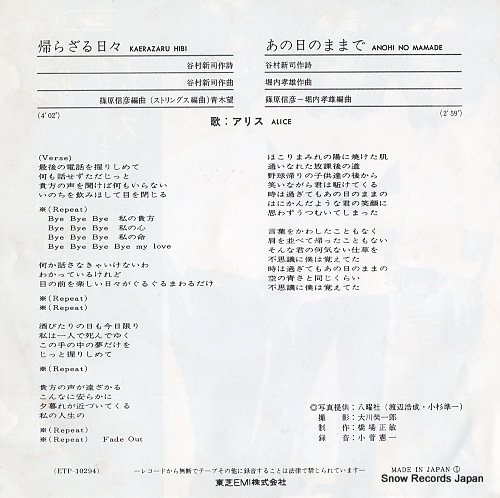 帰らざる日々 KAERAZARU HIBI
谷村新司作詩
谷村新司作曲
篠原信彦編曲(ストリングス編曲)青木望
(4'02")
あの日のままで ANOHI NO MAMADE
谷村新司作詩
堀内孝雄作曲
篠原信彦−堀内孝雄編曲
(2'59")
歌:アリス ALICE
(Verse)
最後の電話を握りしめて
何も話せずただじっと
貴方の声を聞けば何もいらない
いのちを飲みほして目を閉じる
※(Repeat)
Bye Bye Bye 私の貴方
Bye Bye Bye 私の心
Bye Bye Bye 私の命
Bye Bye Bye Bye my love
何か話さなきゃいけないわ
わかっているけれど
目の前を楽しい日々がぐるぐるまわるだけ
※(Repeat)
※(Repeat)
酒びたりの日も今日限り
私は一人で死んでゆく
この手の中の夢だけを
じっと握りしめて
※(Repeat)
貴方の声が遠ざかる
こんなに安らかに
夕暮れが近づいてくる
私の人生の
※(Repeat)
※(Repeat) Fade Out
ほこりまみれの陽に焼けた肌
通いなれた放課後の道
野球帰りの子供達の後から
笑いながら君は駆けてくる
時は過ぎてもあの日のままの
はにかんだような君の笑顔に
思わずうつむいてしまった
言葉をかわしたこともなく
肩を並べて帰ったこともない
そんな君の何気ない仕草を
不思議に僕は覚えてた
時は過ぎてもあの日のままの
空の青さと同じくらい
不思議に僕は覚えてた
◎写真提供:八曜社(渡辺浩成・小杉準一)
撮影:大川奘一郎
制作:橋場正敏
録音:小菅憲一
(ETP-10294)
―レコードから無断でテープその他に録音することは法律で禁じられています―
MADE IN JAPAN Ⓘ
東芝EMI株式会社
Snow Records Japan